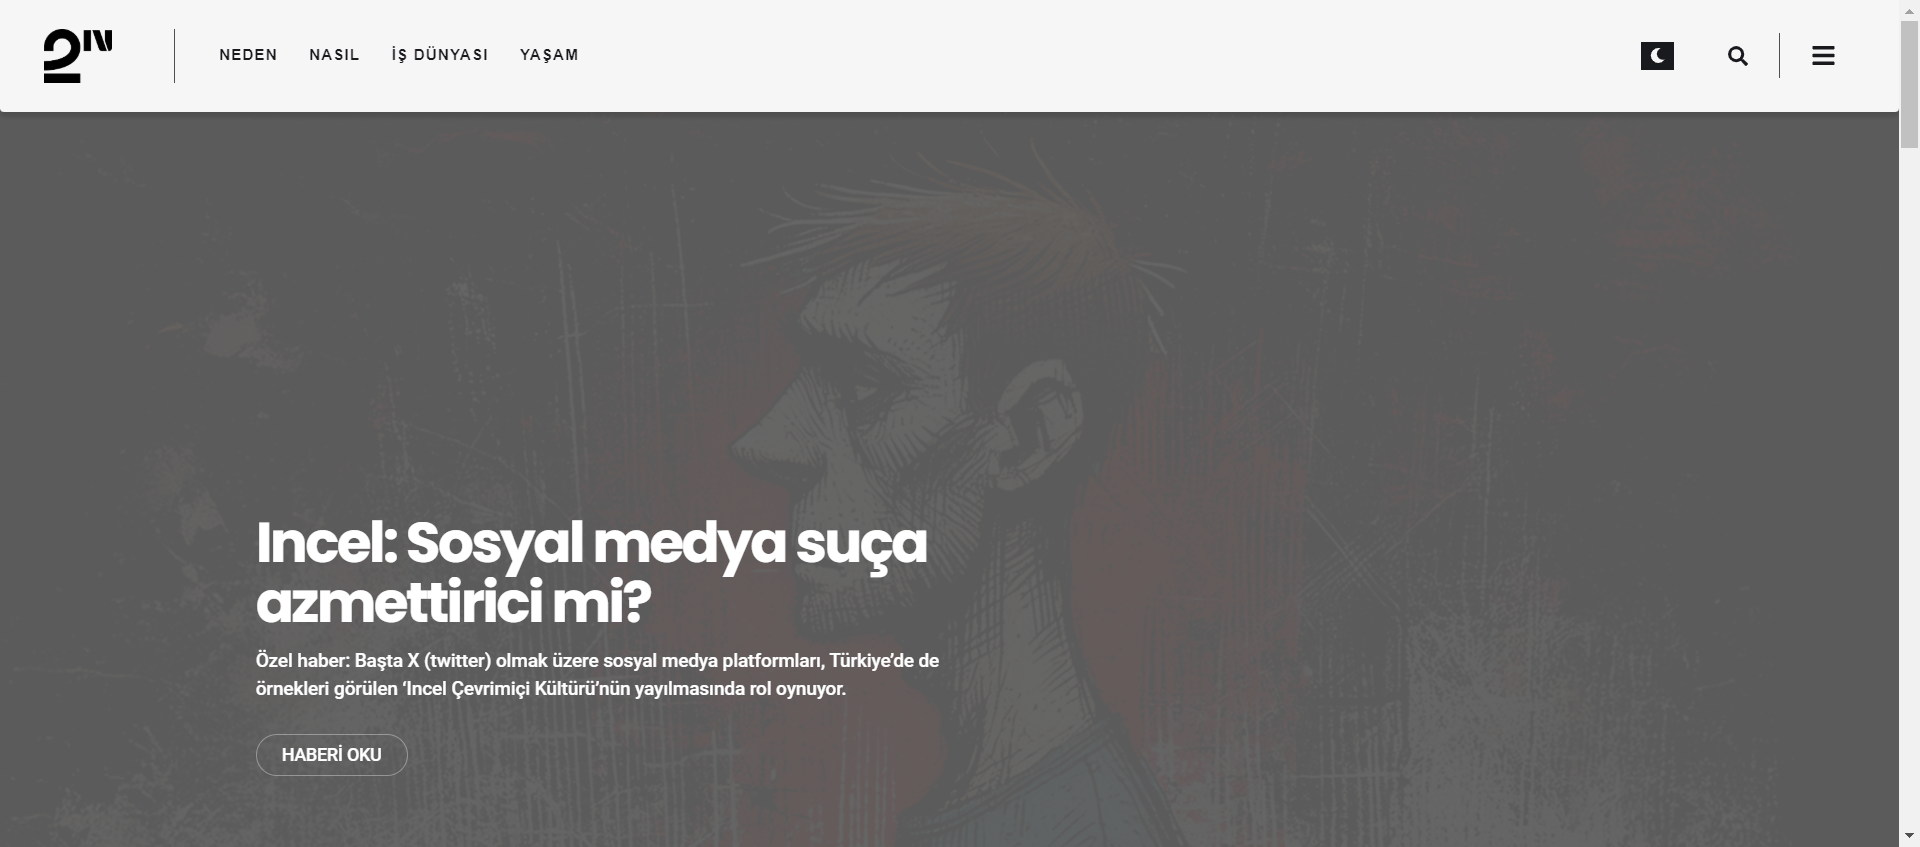 2N
NEDEN NASIL İŞ DÜNYASI YAŞAM
Incel: Sosyal medya suça
azmettirici mi?
Özel haber: Başta X (twitter) olmak üzere sosyal medya platformları, Türkiye’de de
örnekleri görülen ‘Incel Çevrimiçi Kültürü’nün yayılmasında rol oynuyor.
HABERİ OKU